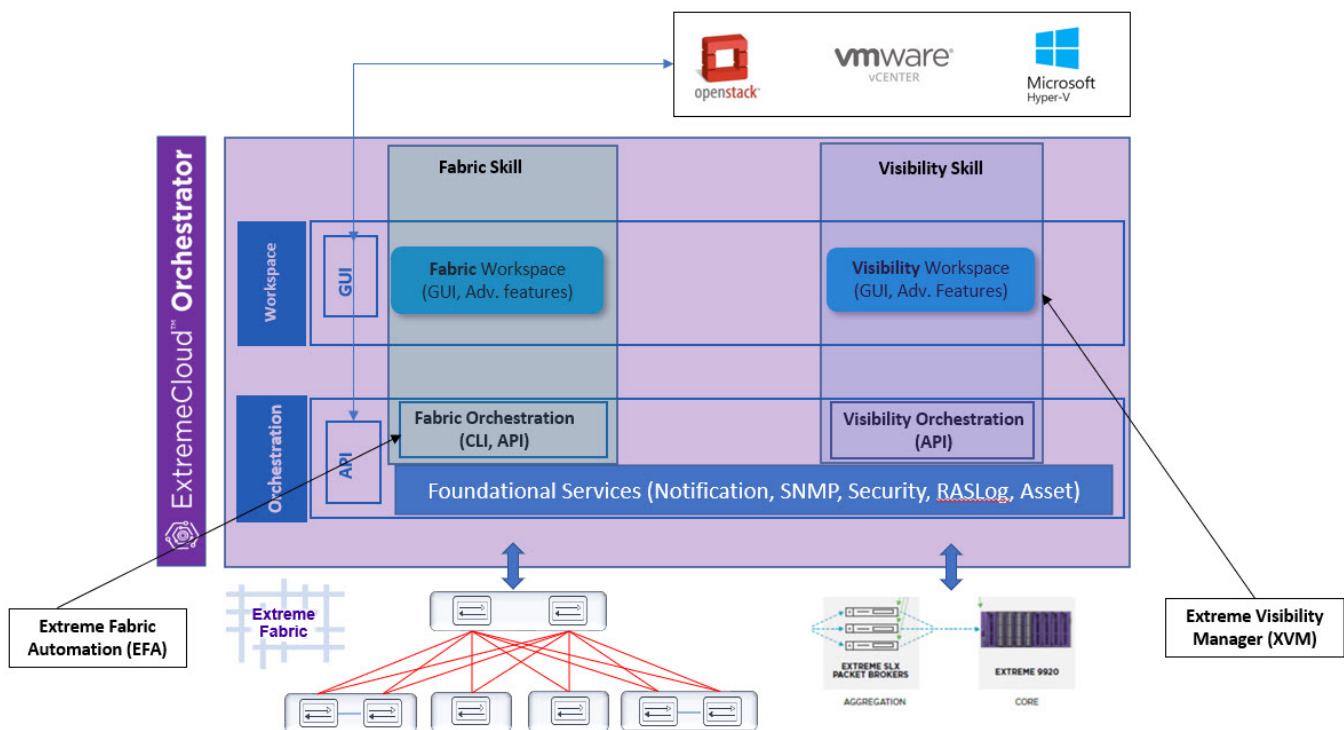 openstack™
vmware®
vCENTER
Microsoft
Hyper-V
ExtremeCloud™ Orchestrator
Fabric Skill
Visibility Skill
Workspace
GUI
Fabric Workspace
(GUI, Adv. features)
Visibility Workspace
(GUI, Adv. Features)
Orchestration
API
Fabric Orchestration
(CLI, API)
Visibility Orchestration
(API)
Foundational Services (Notification, SNMP, Security, RASLog, Asset)
Extreme Fabric
Automation (EFA)
Extreme
Fabric
EXTREME SLX
PACKET BROKERS
AGGREGATION
EXTREME 9920
CORE
Extreme Visibility
Manager (XVM)